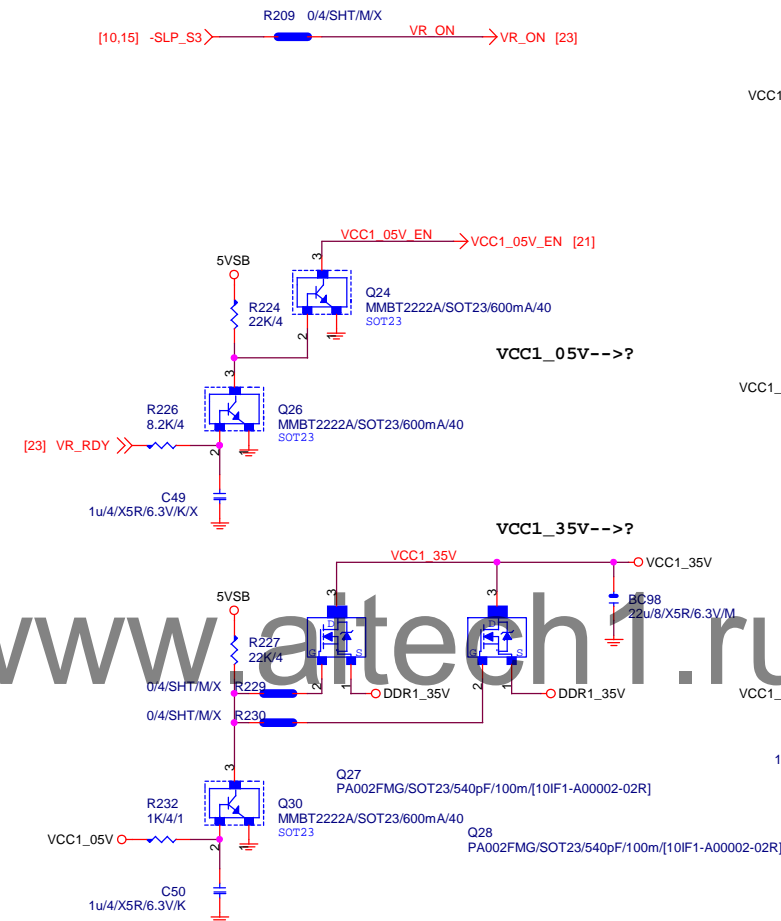 R209 0/4/SHT/M/X
[10,15] -SLP_S3 VR_ON VR_ON [23]
VCC1
VCC1_05V_EN VCC1_05V_EN [21]
5VSB
3
R224
22K/4
Q24
MMBT2222A/SOT23/600mA/40
SOT23
2 1
VCC1_05V-->?
VCC1_
3
R226
8.2K/4
Q26
MMBT2222A/SOT23/600mA/40
SOT23
[23] VR_RDY
2 1
C49
1u/4/X5R/6.3V/K/X
VCC1_35V-->?
VCC1_35V VCC1_35V
5VSB
3 3
D D
BC98
22u/8/X5R/6.3V/M
R227
22K/4
G S G S
www.altech1.ru
0/4/SHT/M/X R229
2 1 DDR1_35V 2 1 DDR1_35V
VCC1_
0/4/SHT/M/X R230
1
3
Q27
PA002FMG/SOT23/540pF/100m/[10IF1-A00002-02R]
R232
1K/4/1
Q30
MMBT2222A/SOT23/600mA/40
SOT23
Q28
PA002FMG/SOT23/540pF/100m/[10IF1-A00002-02R]
VCC1_05V
2 1
C50
1u/4/X5R/6.3V/K